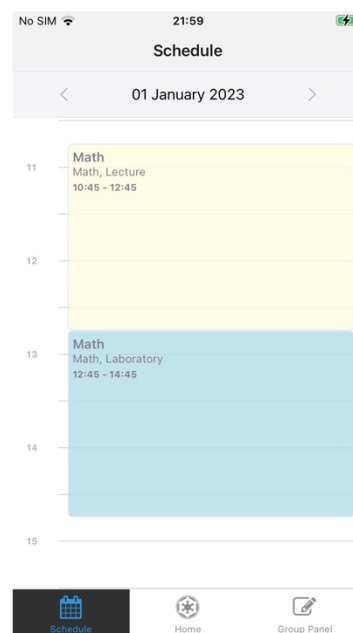 No SIM
21:59
Schedule
01 January 2023
11
Math
Math, Lecture
10:45 - 12:45
12
13
Math
Math, Laboratory
12:45 - 14:45
14
15
Schedule
Home
Group Panel